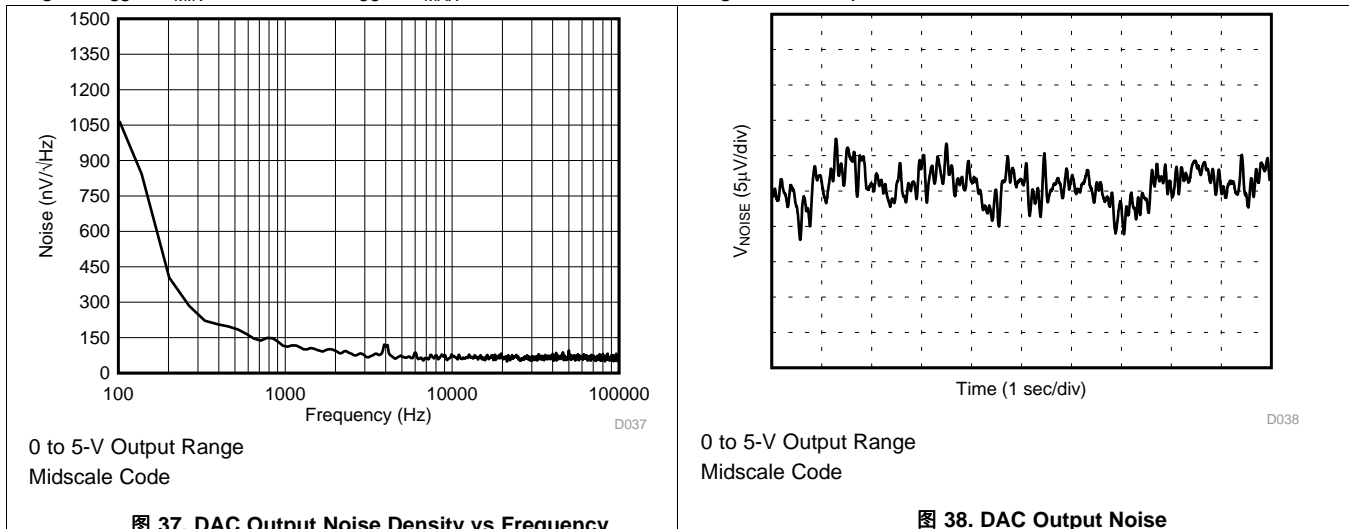 1500
1350
1200
1050
900
750
600
450
300
150
0
Noise (nV/√Hz)
100 1000 10000 100000
Frequency (Hz)
D037
0 to 5-V Output Range
Midscale Code
图 37. DAC Output Noise Density vs Frequency
VNOISE (5μV/div)
Time (1 sec/div)
D038
0 to 5-V Output Range
Midscale Code
图 38. DAC Output Noise